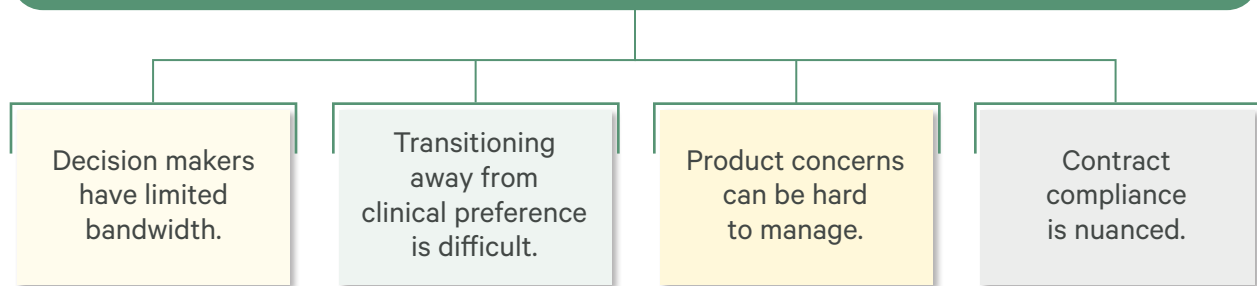 Decision makers
have limited
bandwidth.
Transitioning
away from
clinical preference
is difficult.
Product concerns
can be hard
to manage.
Contract
compliance
is nuanced.